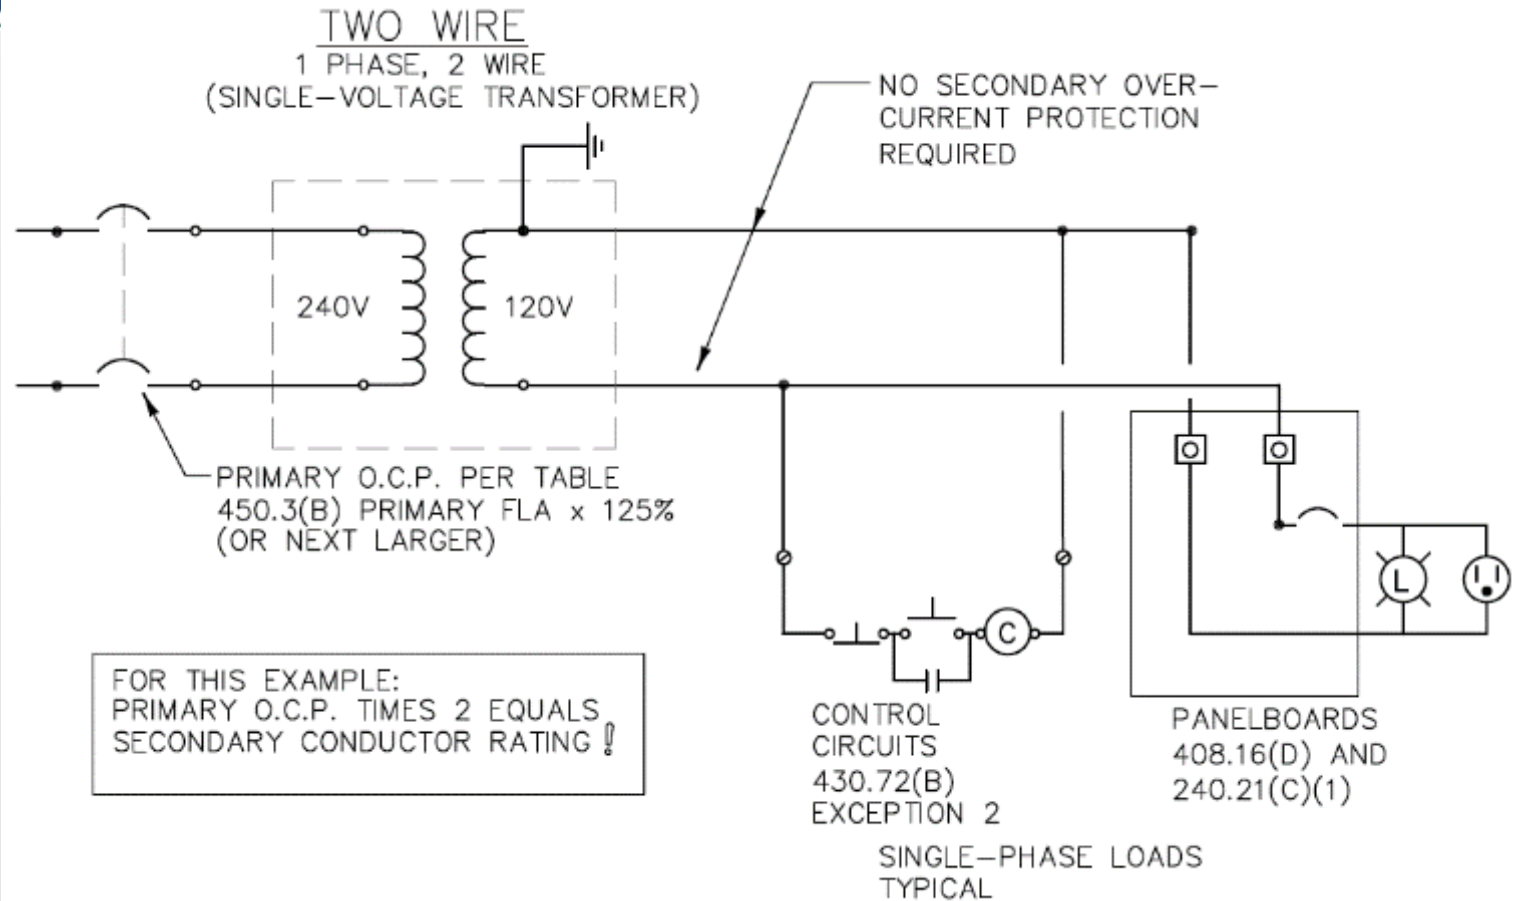 TWO WIRE
1 PHASE, 2 WIRE
(SINGLE-VOLTAGE TRANSFORMER)
NO SECONDARY OVER-
CURRENT PROTECTION
REQUIRED
240V
120V
PRIMARY O.C.P. PER TABLE
450.3(B) PRIMARY FLA x 125%
(OR NEXT LARGER)
L
C
FOR THIS EXAMPLE:
PRIMARY O.C.P. TIMES 2 EQUALS
SECONDARY CONDUCTOR RATING!
CONTROL
CIRCUITS
430.72(B)
EXCEPTION 2
PANELBOARDS
408.16(D) AND
240.21(C)(1)
SINGLE-PHASE LOADS
TYPICAL